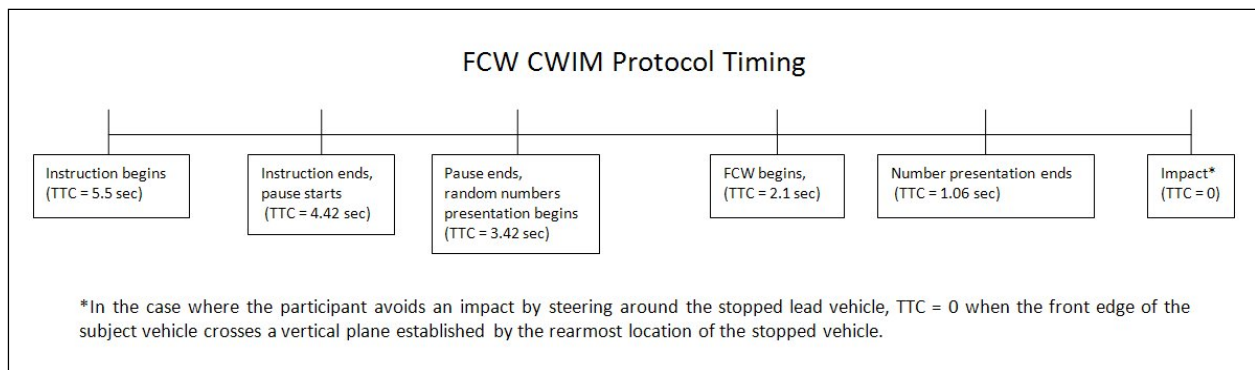 FCW CWIM Protocol Timing
Instruction begins
(TTC = 5.5 sec)
Instruction ends,
pause starts
(TTC = 4.42 sec)
Pause ends,
random numbers
presentation begins
(TTC = 3.42 sec)
FCW begins,
(TTC = 2.1 sec)
Number presentation ends
(TTC = 1.06 sec)
Impact*
(TTC = 0)
*In the case where the participant avoids an impact by steering around the stopped lead vehicle, TTC = 0 when the front edge of the
subject vehicle crosses a vertical plane established by the rearmost location of the stopped vehicle.